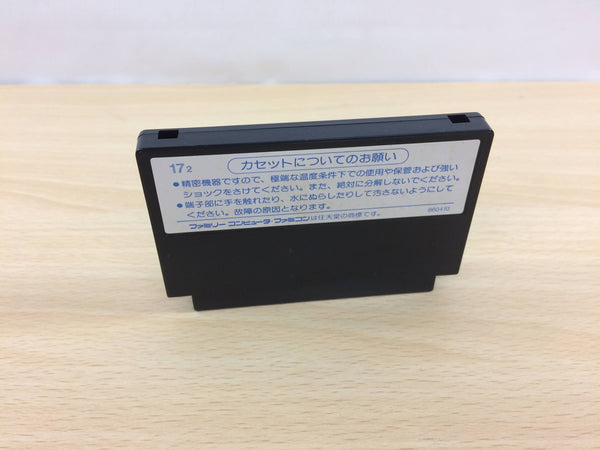 17₂
カセットについてのお願い
●精密機器ですので、極端な温度条件下での使用や保管および強い
ショックをさけてください。また、絶対に分解しないでください。
●端子部に手を触れたり、水にぬらしたりして汚さないようにして
ください。故障の原因となります。
ファミリーコンピュータ・ファミコンは任天堂の商標です。
860410